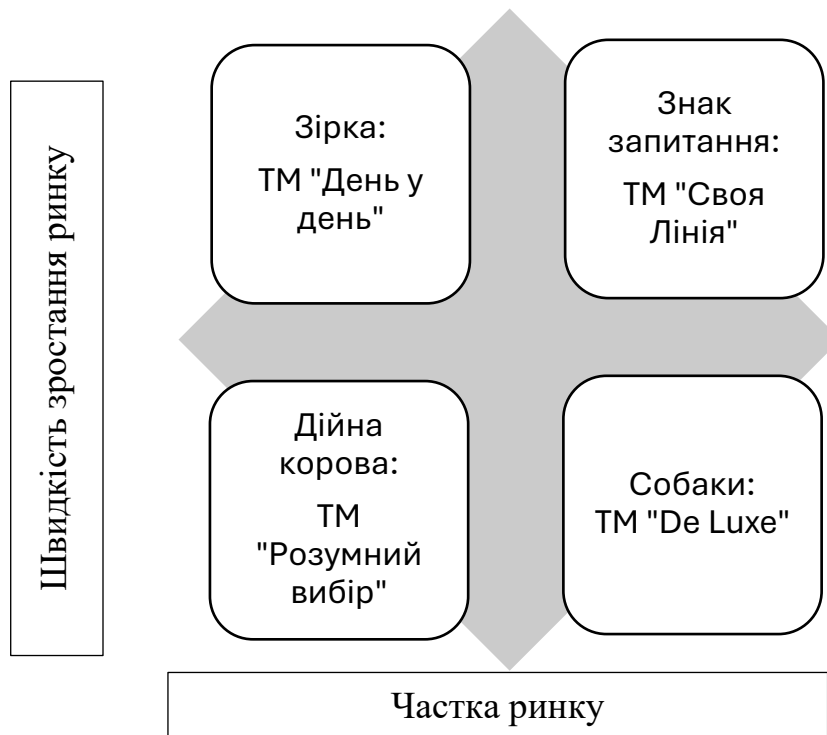 Швидкість зростання ринку
Зірка:
ТМ "День у
день"
Знак
запитання:
ТМ "Своя
Лінія"
Дійна
корова:
ТМ
"Розумний
вибір"
Собаки:
ТМ "De Luxe"
Частка ринку